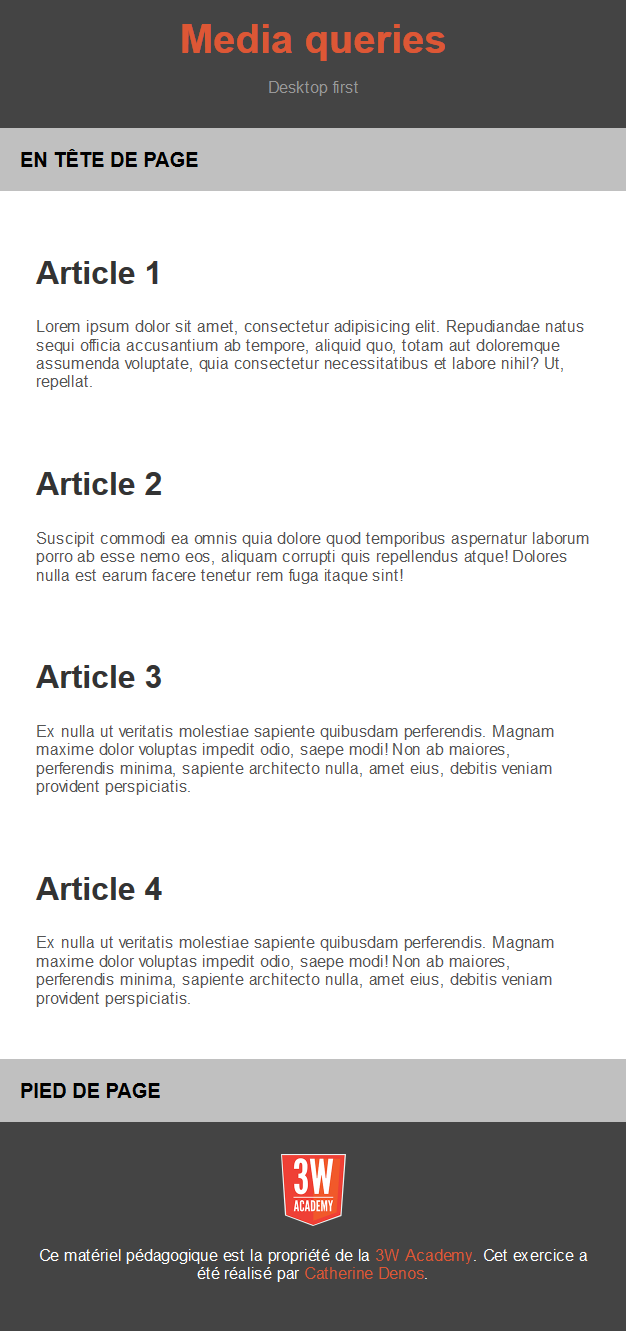 Media queries
Desktop first
EN TÊTE DE PAGE
Article 1
Lorem ipsum dolor sit amet, consectetur adipisicing elit. Repudiandae natus
sequi officia accusantium ab tempore, aliquid quo, totam aut doloremque
assumenda voluptate, quia consectetur necessitatibus et labore nihil? Ut,
repellat.
Article 2
Suscipit commodi ea omnis quia dolore quod temporibus aspernatur laborum
porro ab esse nemo eos, aliquam corrupti quis repellendus atque! Dolores
nulla est earum facere tenetur rem fuga itaque sint!
Article 3
Ex nulla ut veritatis molestiae sapiente quibusdam perferendis. Magnam
maxime dolor voluptas impedit odio, saepe modi! Non ab maiores,
perferendis minima, sapiente architecto nulla, amet eius, debitis veniam
provident perspiciatis.
Article 4
Ex nulla ut veritatis molestiae sapiente quibusdam perferendis. Magnam
maxime dolor voluptas impedit odio, saepe modi! Non ab maiores,
perferendis minima, sapiente architecto nulla, amet eius, debitis veniam
provident perspiciatis.
PIED DE PAGE
3W
ACADEMY
Ce matériel pédagogique est la propriété de la 3W Academy. Cet exercice a
été réalisé par Catherine Denos.